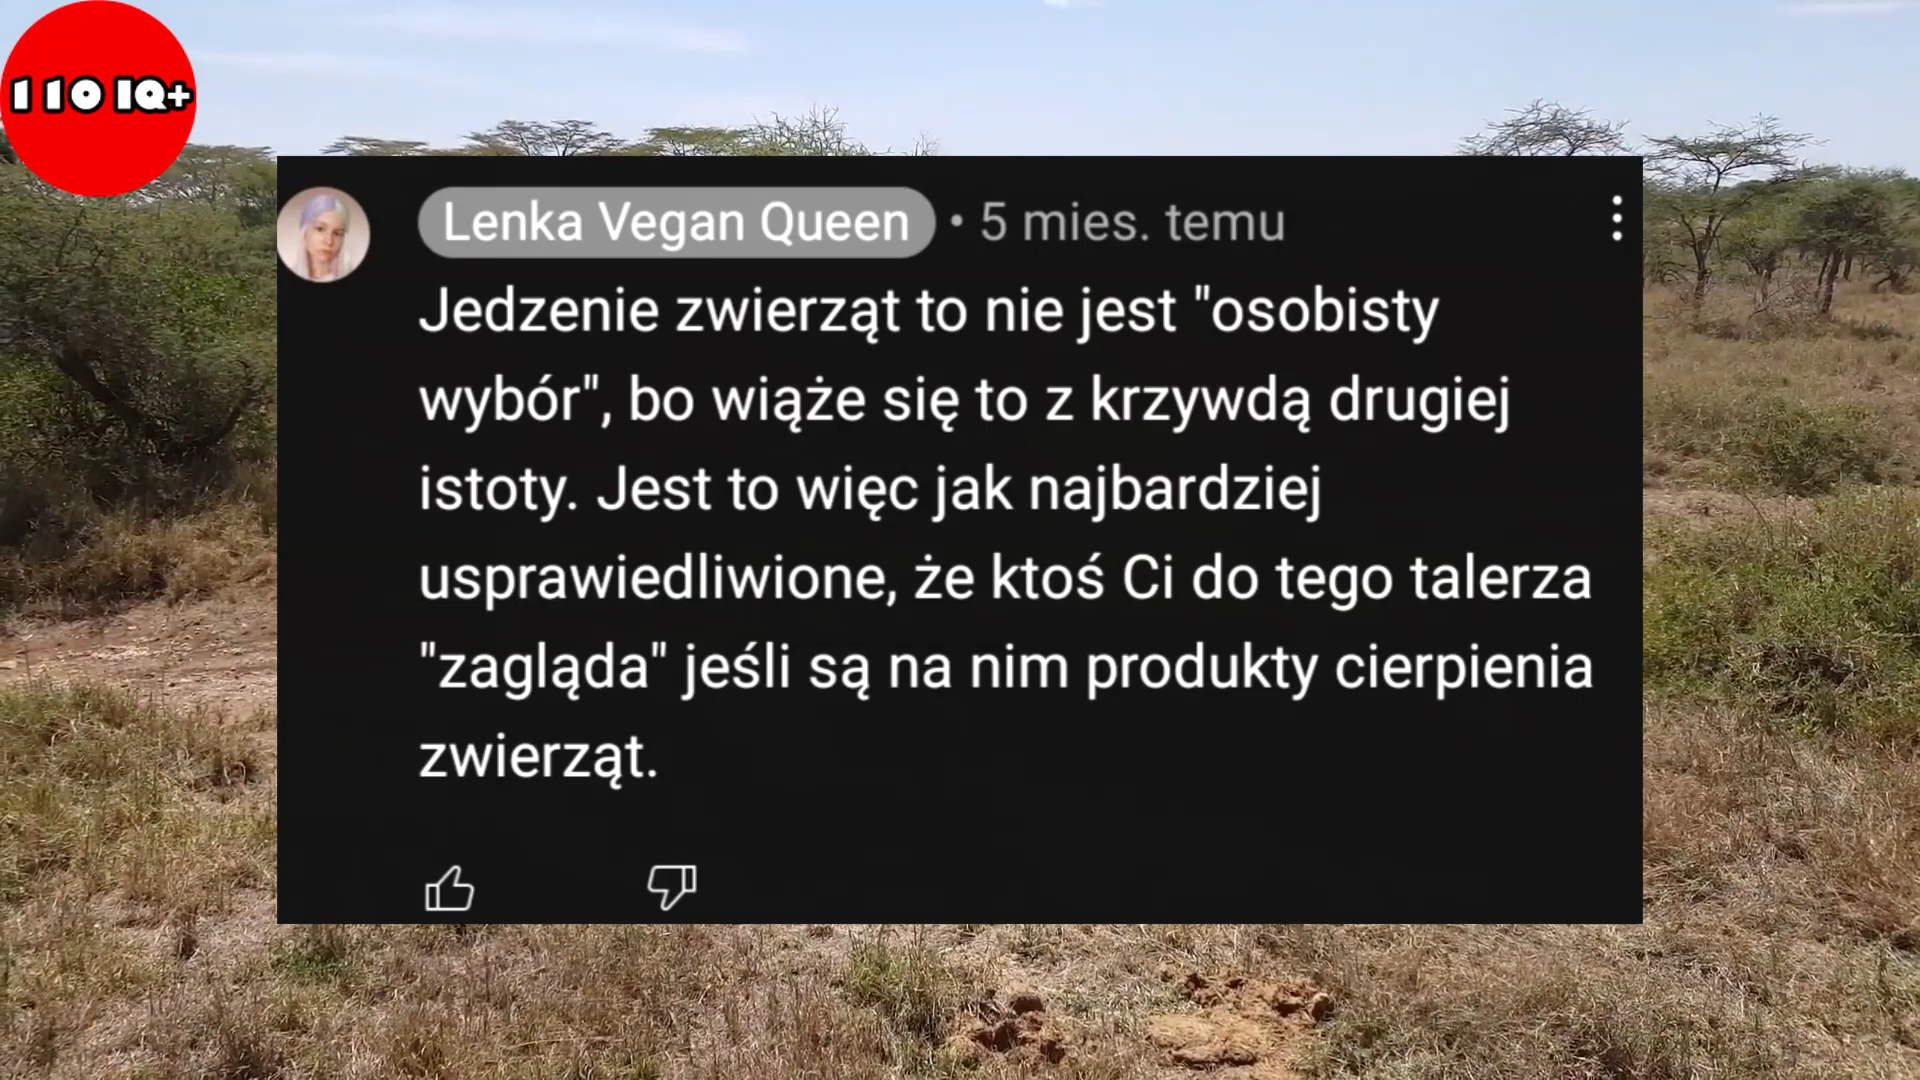 110 IQ+
Lenka Vegan Queen • 5 mies. temu
Jedzenie zwierząt to nie jest "osobisty
wybór", bo wiąże się to z krzywdą drugiej
istoty. Jest to więc jak najbardziej
usprawiedliwione, że ktoś Ci do tego talerza
"zagląda" jeśli są na nim produkty cierpienia
zwierząt.